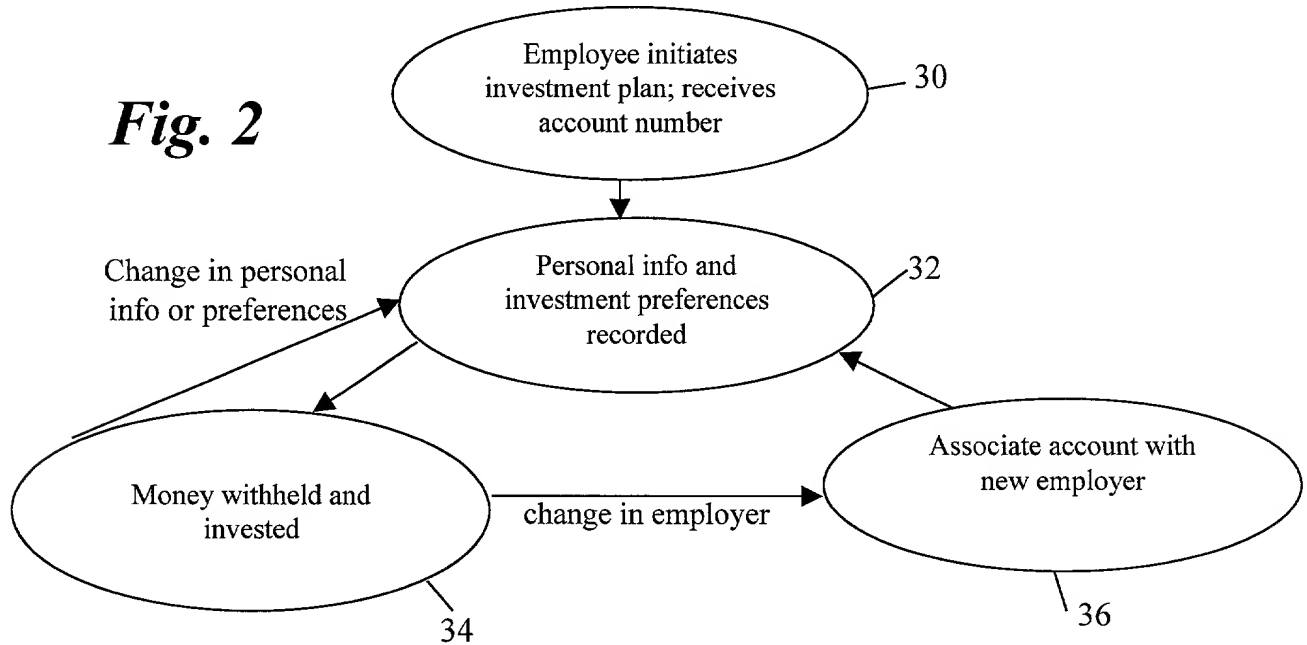 Fig. 2
Employee initiates
investment plan; receives
account number
30
Personal info and
investment preferences
recorded
32
Change in personal
info or preferences
Money withheld and
invested
34
change in employer
Associate account with
new employer
36